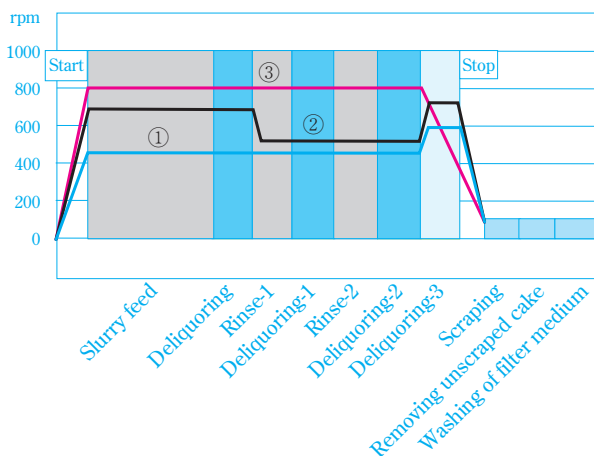 rpm
1000
800
600
400
200
0
Start
Stop
③
①
②
Slurry feed
Deliquoring
Rinse-1
Deliquoring-1
Rinse-2
Deliquoring-2
Deliquoring-3
Scraping
Removing unscraped cake
Washing of filter medium